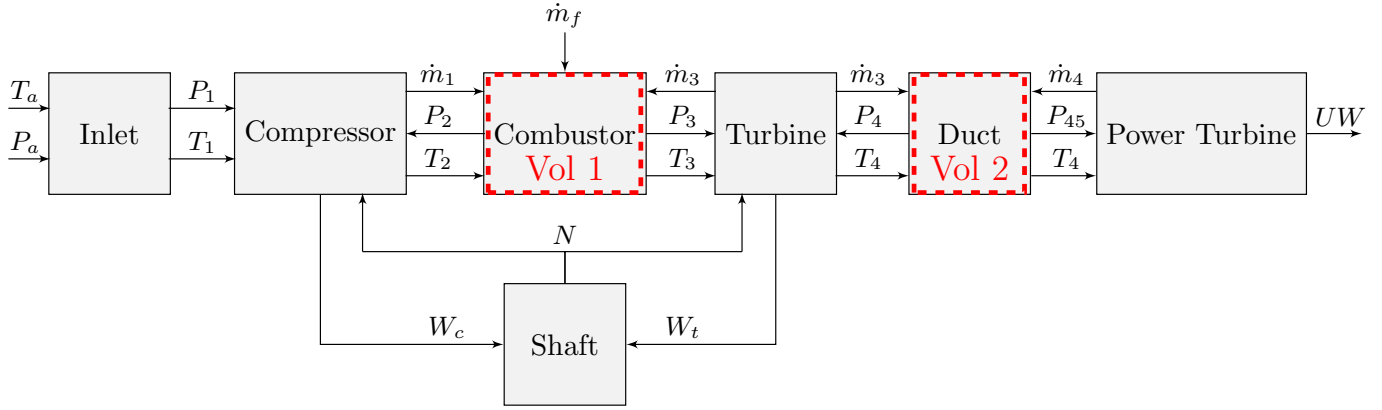 ṁ_f
T_a
P_a
Inlet
P_1
T_1
Compressor
ṁ_1
P_2
T_2
Combustor
Vol 1
ṁ_3
P_3
T_3
Turbine
ṁ_3
P_4
T_4
Duct
Vol 2
ṁ_4
P_45
T_4
Power Turbine
UW
N
W_c
Shaft
W_t